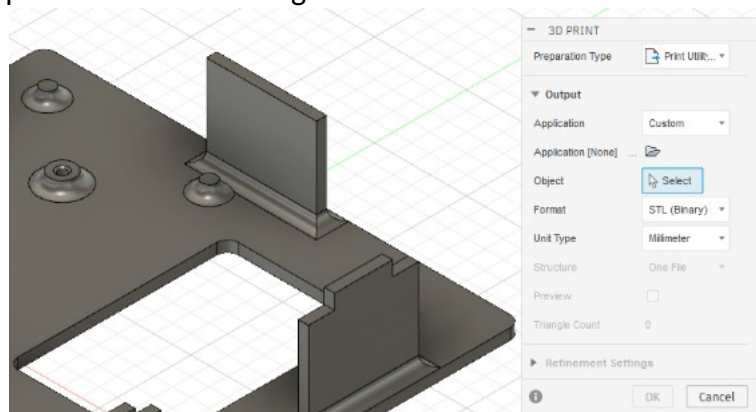 3D PRINT
Preparation Type Print Utilit...
Output
Application Custom
Application [None] ...
Object Select
Format STL (Binary)
Unit Type Millimeter
Structure One File
Preview
Triangle Count 0
Refinement Settings
OK Cancel